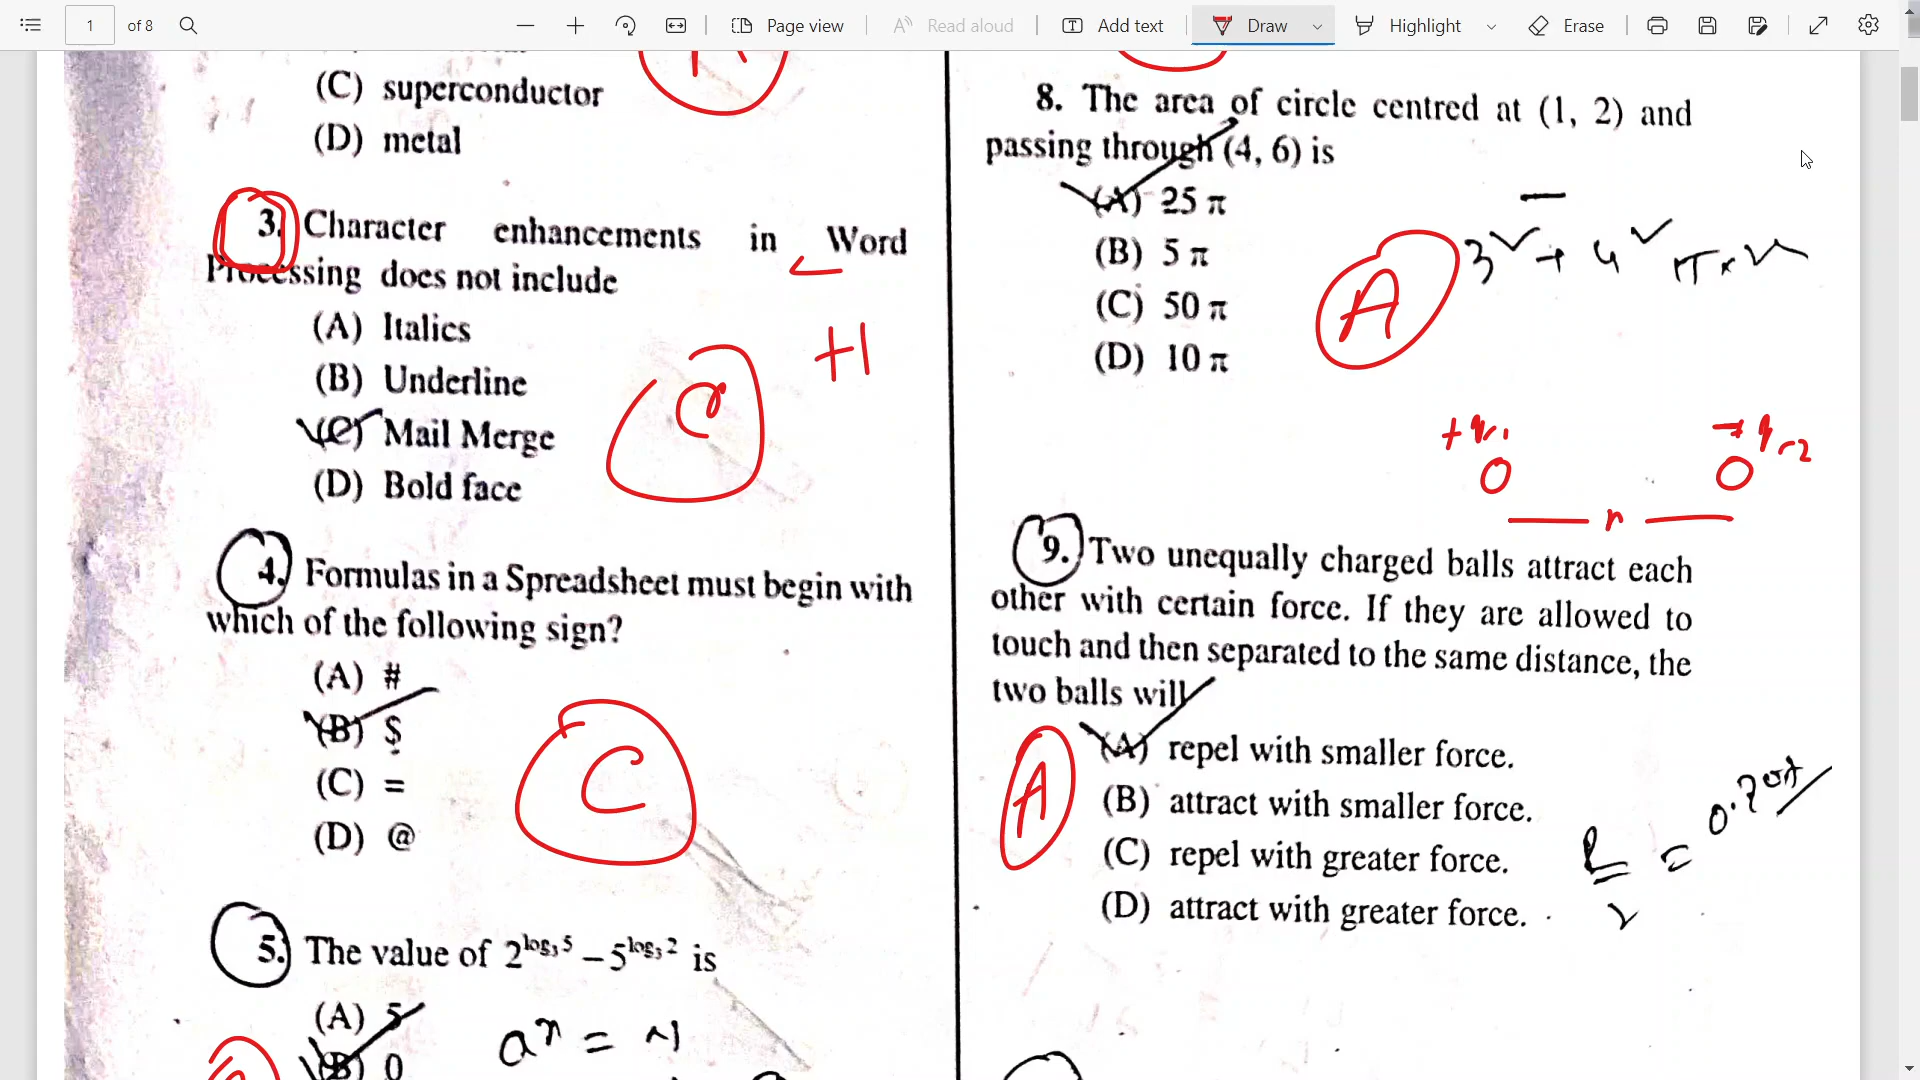 1
of 8
Page view
Read aloud
Add text
Draw
Highlight
Erase
(C) superconductor
(D) metal
3. Character enhancements in Word
Processing does not include
(A) Italics
(B) Underline
(C) Mail Merge
(D) Bold face
C
+1
4. Formulas in a Spreadsheet must begin with
which of the following sign?
(A) #
(B) $
(C) =
(D) @
C
5. The value of 2^log₃5 – 5^log₃2 is
(A) 5
(B) 0
8. The area of circle centred at (1, 2) and
passing through (4, 6) is
(A) 25 π
(B) 5 π
(C) 50 π
(D) 10 π
A
9. Two unequally charged balls attract each
other with certain force. If they are allowed to
touch and then separated to the same distance, the
two balls will
(A) repel with smaller force.
(B) attract with smaller force.
(C) repel with greater force.
(D) attract with greater force.
A